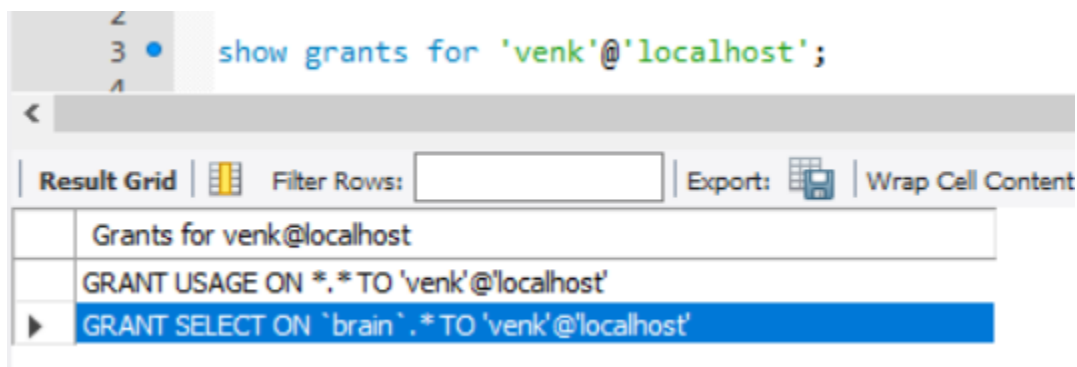 2
3 show grants for 'venk'@'localhost';
4
Result Grid Filter Rows: Export: Wrap Cell Content
Grants for venk@localhost
GRANT USAGE ON *.* TO 'venk'@'localhost'
GRANT SELECT ON `brain`.* TO 'venk'@'localhost'